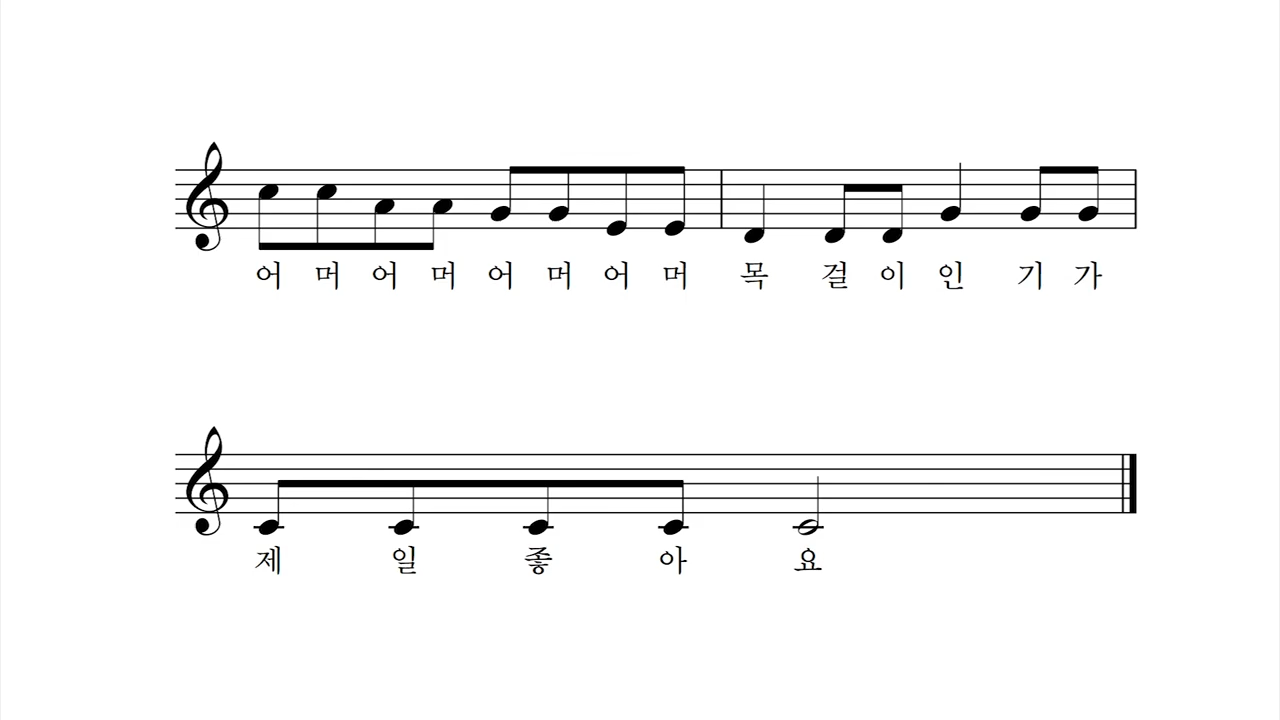 어 머 어 머 어 머 어 머 목 걸 이 인 기 가
제 일 좋 아 요